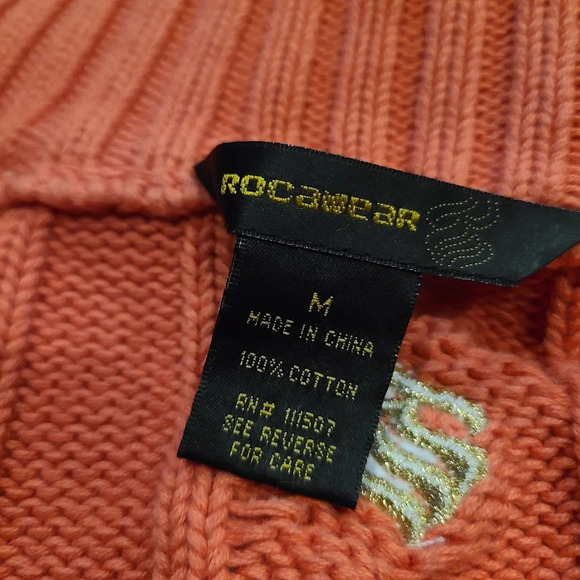 ROCAWEAR
M
MADE IN CHINA
100% COTTON
RN# 111507
SEE REVERSE
FOR CARE